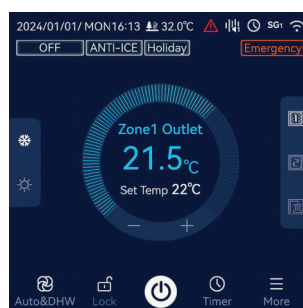 2024/01/01/ MON16:13 32.0℃ SG1
OFF ANTI-ICE Holiday Emergency
Zone1 Outlet
21.5℃
Set Temp 22℃
− +
Auto&DHW Lock Timer More